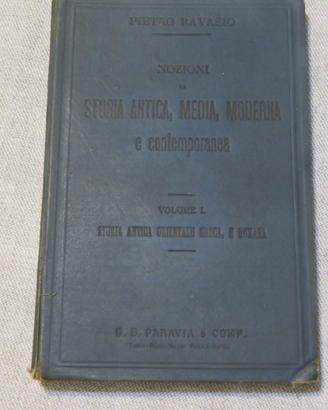 PIETRO RAVASIO
NOZIONI
DI
STORIA ANTICA, MEDIA, MODERNA
e contemporanea
VOLUME I.
STORIA ANTICA ORIENTALE GRECA, E ROMANA
G. B. PARAVIA e COMP.